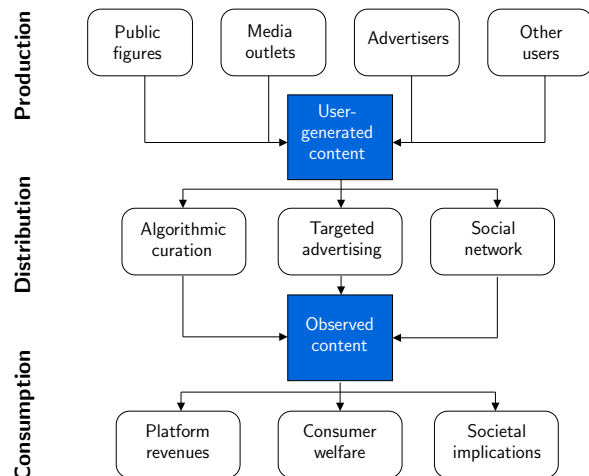 Production
Public
figures
Media
outlets
Advertisers
Other
users
User-
generated
content
Distribution
Algorithmic
curation
Targeted
advertising
Social
network
Observed
content
Consumption
Platform
revenues
Consumer
welfare
Societal
implications